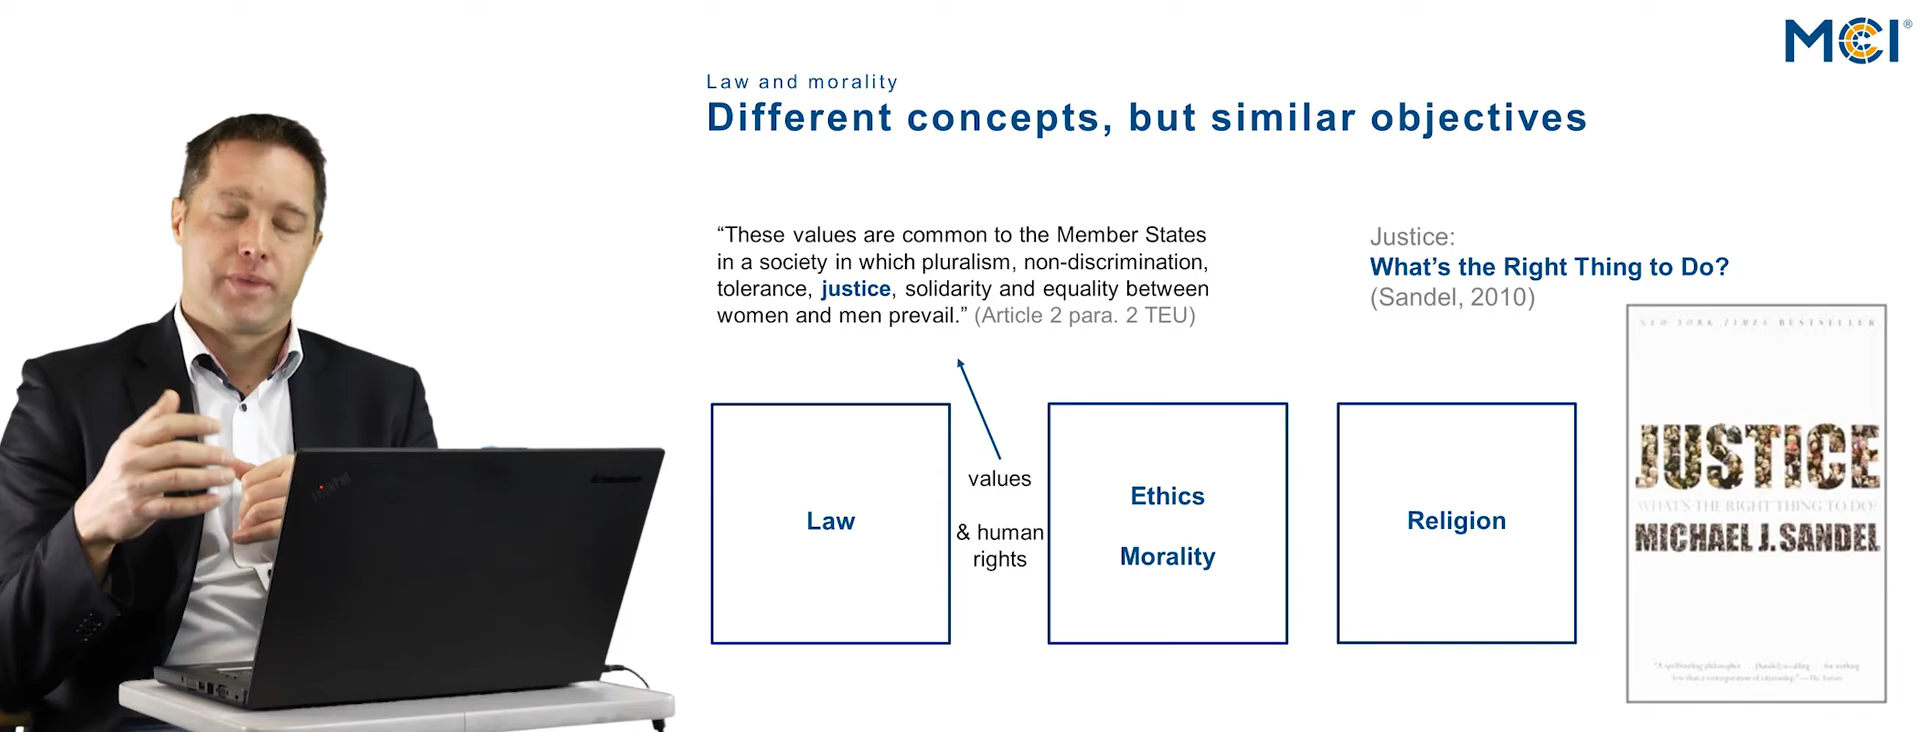 MCI®
Law and morality
Different concepts, but similar objectives
“These values are common to the Member States
in a society in which pluralism, non-discrimination,
tolerance, justice, solidarity and equality between
women and men prevail.” (Article 2 para. 2 TEU)
Justice:
What’s the Right Thing to Do?
(Sandel, 2010)
Law
values
& human
rights
Ethics
Morality
Religion
NEW YORK TIMES BESTSELLER
JUSTICE
WHAT'S THE RIGHT THING TO DO?
MICHAEL J. SANDEL